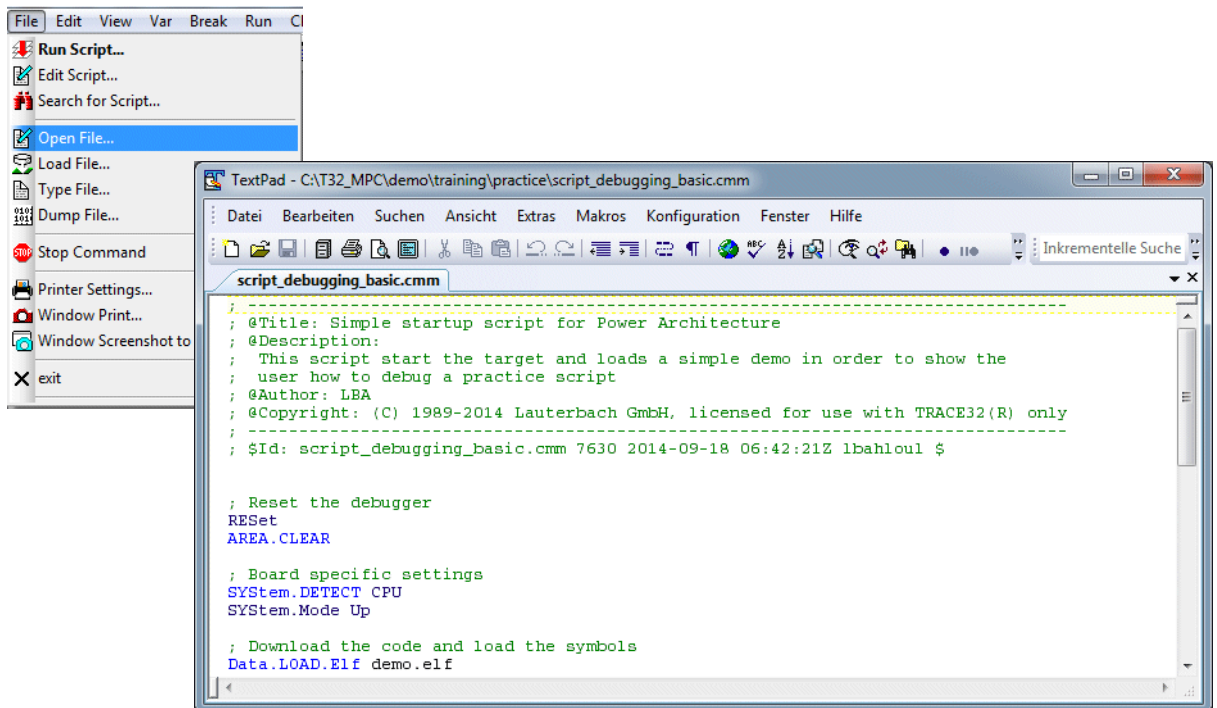 File Edit View Var Break Run
Run Script...
Edit Script...
Search for Script...
Open File...
Load File...
Type File...
Dump File...
Stop Command
Printer Settings...
Window Print...
Window Screenshot to
exit
TextPad - C:\T32_MPC\demo\training\practice\script_debugging_basic.cmm
Datei Bearbeiten Suchen Ansicht Extras Makros Konfiguration Fenster Hilfe
Inkrementelle Suche
script_debugging_basic.cmm
; --------------------------------------------------------------------------------
; @Title: Simple startup script for Power Architecture
; @Description:
;  This script start the target and loads a simple demo in order to show the
;  user how to debug a practice script
; @Author: LBA
; @Copyright: (C) 1989-2014 Lauterbach GmbH, licensed for use with TRACE32(R) only
; --------------------------------------------------------------------------------
; $Id: script_debugging_basic.cmm 7630 2014-09-18 06:42:21Z lbahloul $
; Reset the debugger
RESet
AREA.CLEAR
; Board specific settings
SYStem.DETECT CPU
SYStem.Mode Up
; Download the code and load the symbols
Data.LOAD.Elf demo.elf